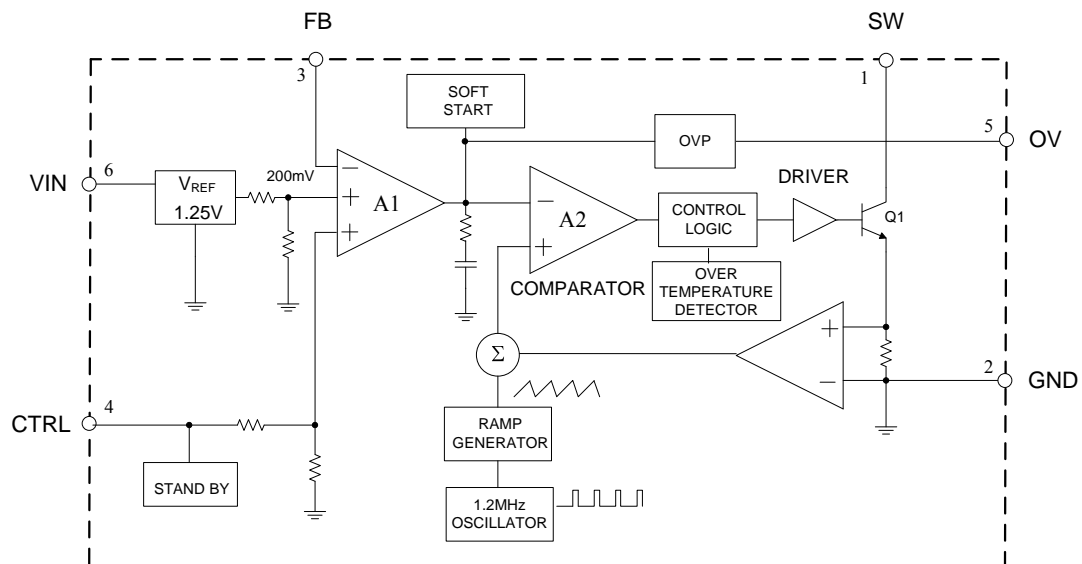 FB
SW
3
1
SOFT
START
5
OV
OVP
6
VIN
VREF
1.25V
200mV
−
+
+
A1
DRIVER
−
+
A2
CONTROL
LOGIC
Q1
COMPARATOR
OVER
TEMPERATURE
DETECTOR
+
−
Σ
2
GND
4
CTRL
RAMP
GENERATOR
STAND BY
1.2MHz
OSCILLATOR